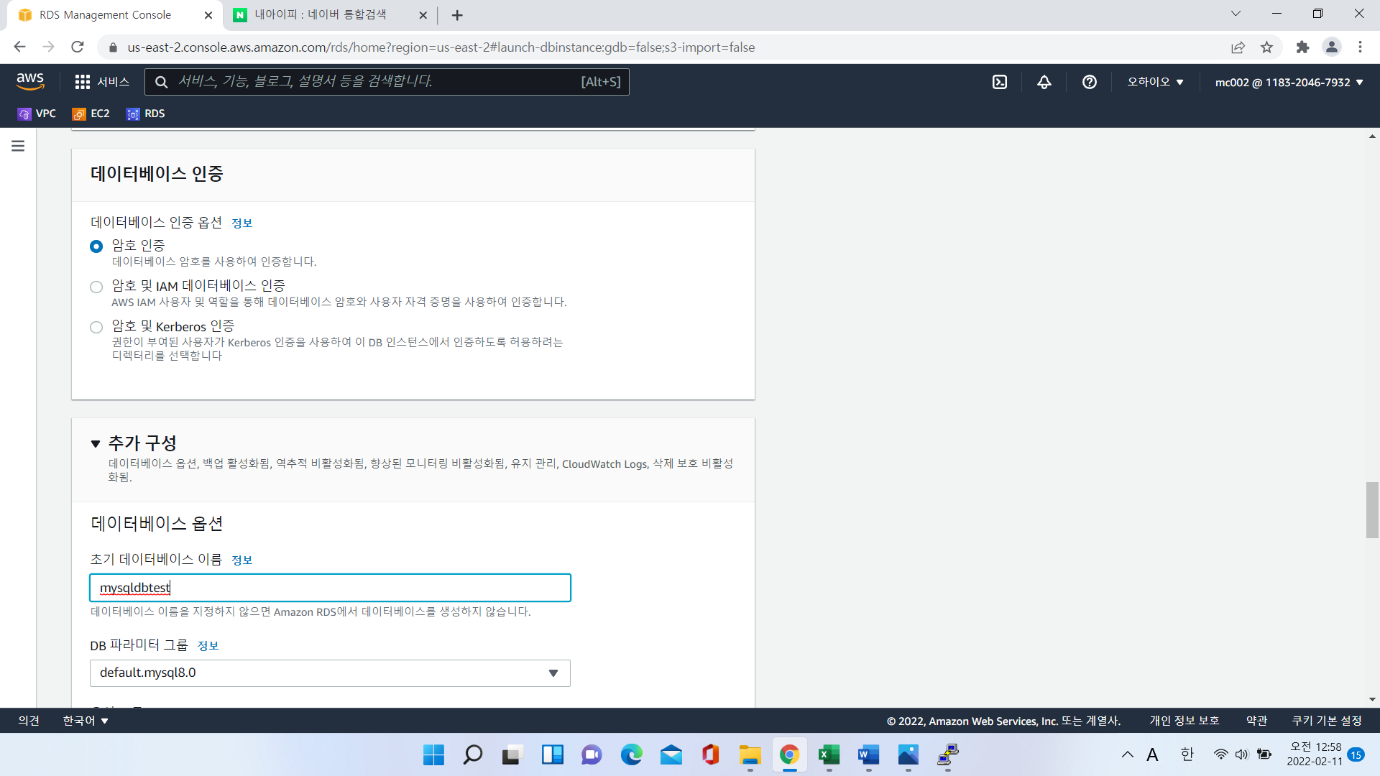 RDS Management Console
내아이피 : 네이버 통합검색
us-east-2.console.aws.amazon.com/rds/home?region=us-east-2#launch-dbinstance:gdb=false;s3-import=false
aws
서비스
서비스, 기능, 블로그, 설명서 등을 검색합니다.
[Alt+S]
오하이오
mc002 @ 1183-2046-7932
VPC
EC2
RDS
데이터베이스 인증
데이터베이스 인증 옵션 정보
암호 인증
데이터베이스 암호를 사용하여 인증합니다.
암호 및 IAM 데이터베이스 인증
AWS IAM 사용자 및 역할을 통해 데이터베이스 암호와 사용자 자격 증명을 사용하여 인증합니다.
암호 및 Kerberos 인증
권한이 부여된 사용자가 Kerberos 인증을 사용하여 이 DB 인스턴스에서 인증하도록 허용하려는
디렉터리를 선택합니다
추가 구성
데이터베이스 옵션, 백업 활성화됨, 역추적 비활성화됨, 향상된 모니터링 비활성화됨, 유지 관리, CloudWatch Logs, 삭제 보호 비활성
화됨.
데이터베이스 옵션
초기 데이터베이스 이름 정보
mysqldbtest
데이터베이스 이름을 지정하지 않으면 Amazon RDS에서 데이터베이스를 생성하지 않습니다.
DB 파라미터 그룹 정보
default.mysql8.0
의견
한국어
© 2022, Amazon Web Services, Inc. 또는 계열사.
개인 정보 보호
약관
쿠키 기본 설정
A
한
오전 12:58
2022-02-11
15